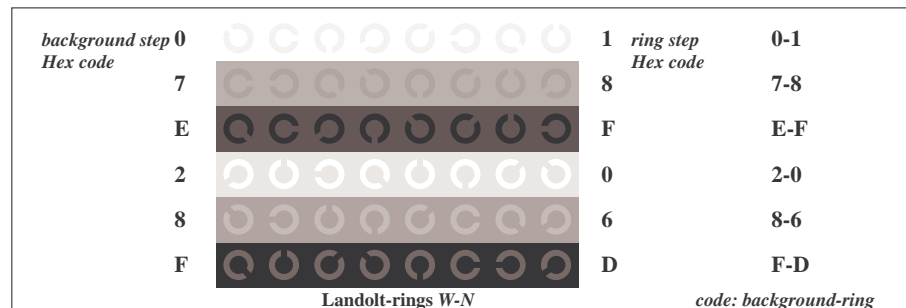 background step 0 1 ring step 0-1
Hex code Hex code
7 8 7-8
E F E-F
2 0 2-0
8 6 8-6
F D F-D
Landolt-rings W-N code: background-ring